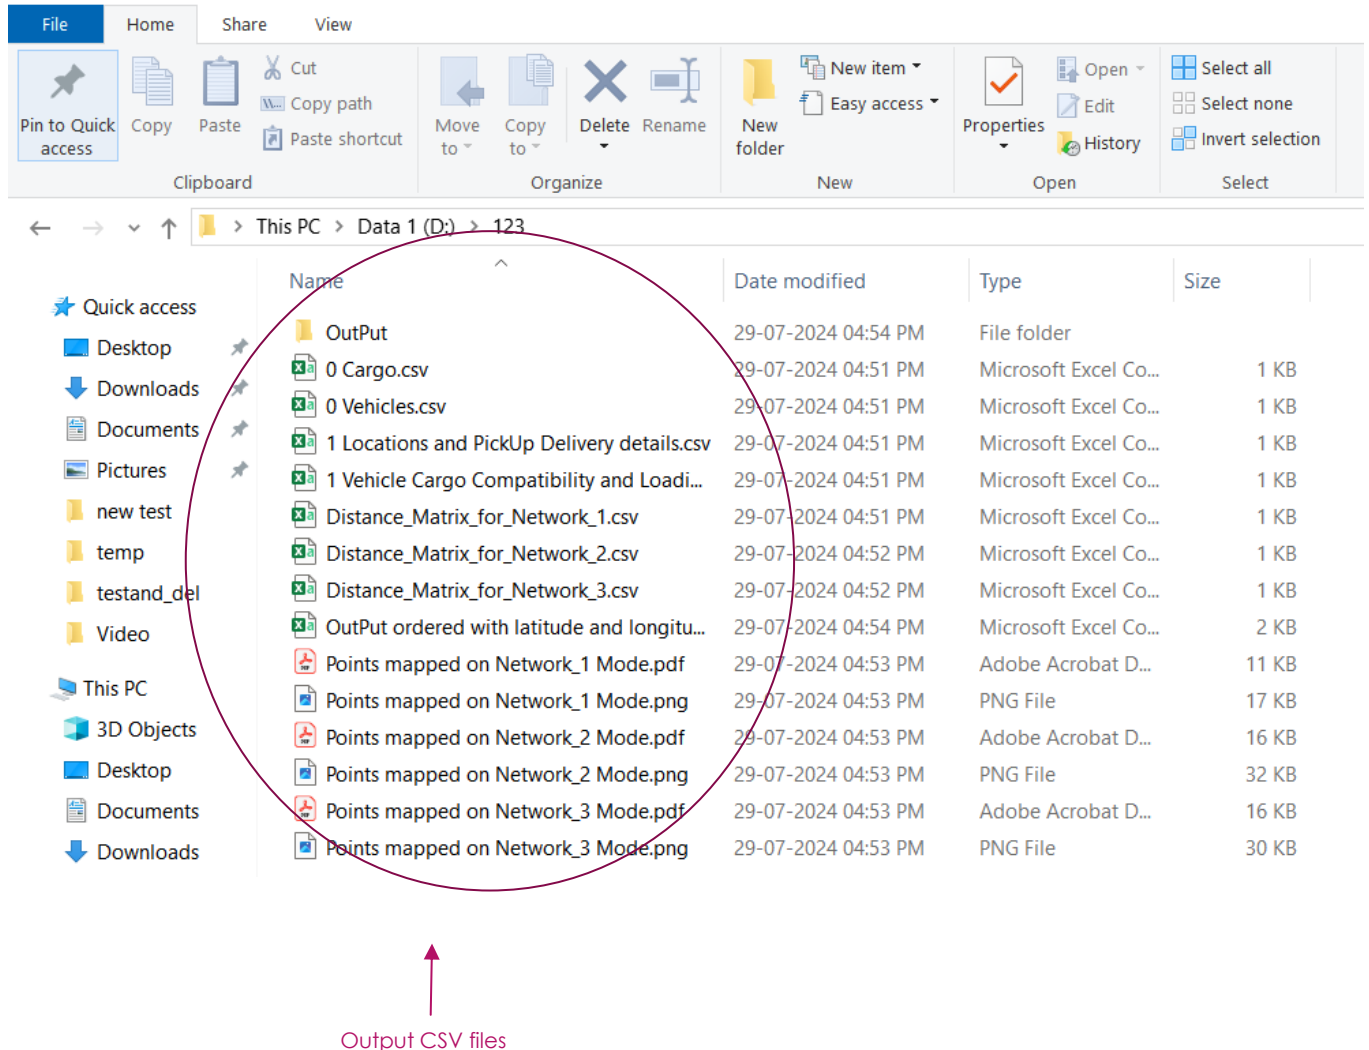 File Home Share View
Pin to Quick access
Copy
Paste
Cut
Copy path
Paste shortcut
Clipboard
Move to
Copy to
Delete
Rename
Organize
New folder
New item
Easy access
New
Properties
Open
Edit
History
Open
Select all
Select none
Invert selection
Select
This PC > Data 1 (D:) > 123
Quick access
Desktop
Downloads
Documents
Pictures
new test
temp
testand_del
Video
This PC
3D Objects
Desktop
Documents
Downloads
Name Date modified Type Size
OutPut 29-07-2024 04:54 PM File folder
0 Cargo.csv 29-07-2024 04:51 PM Microsoft Excel Co... 1 KB
0 Vehicles.csv 29-07-2024 04:51 PM Microsoft Excel Co... 1 KB
1 Locations and PickUp Delivery details.csv 29-07-2024 04:51 PM Microsoft Excel Co... 1 KB
1 Vehicle Cargo Compatibility and Loadi... 29-07-2024 04:51 PM Microsoft Excel Co... 1 KB
Distance_Matrix_for_Network_1.csv 29-07-2024 04:51 PM Microsoft Excel Co... 1 KB
Distance_Matrix_for_Network_2.csv 29-07-2024 04:52 PM Microsoft Excel Co... 1 KB
Distance_Matrix_for_Network_3.csv 29-07-2024 04:52 PM Microsoft Excel Co... 1 KB
OutPut ordered with latitude and longitu... 29-07-2024 04:54 PM Microsoft Excel Co... 2 KB
Points mapped on Network_1 Mode.pdf 29-07-2024 04:53 PM Adobe Acrobat D... 11 KB
Points mapped on Network_1 Mode.png 29-07-2024 04:53 PM PNG File 17 KB
Points mapped on Network_2 Mode.pdf 29-07-2024 04:53 PM Adobe Acrobat D... 16 KB
Points mapped on Network_2 Mode.png 29-07-2024 04:53 PM PNG File 32 KB
Points mapped on Network_3 Mode.pdf 29-07-2024 04:53 PM Adobe Acrobat D... 16 KB
Points mapped on Network_3 Mode.png 29-07-2024 04:53 PM PNG File 30 KB
Output CSV files